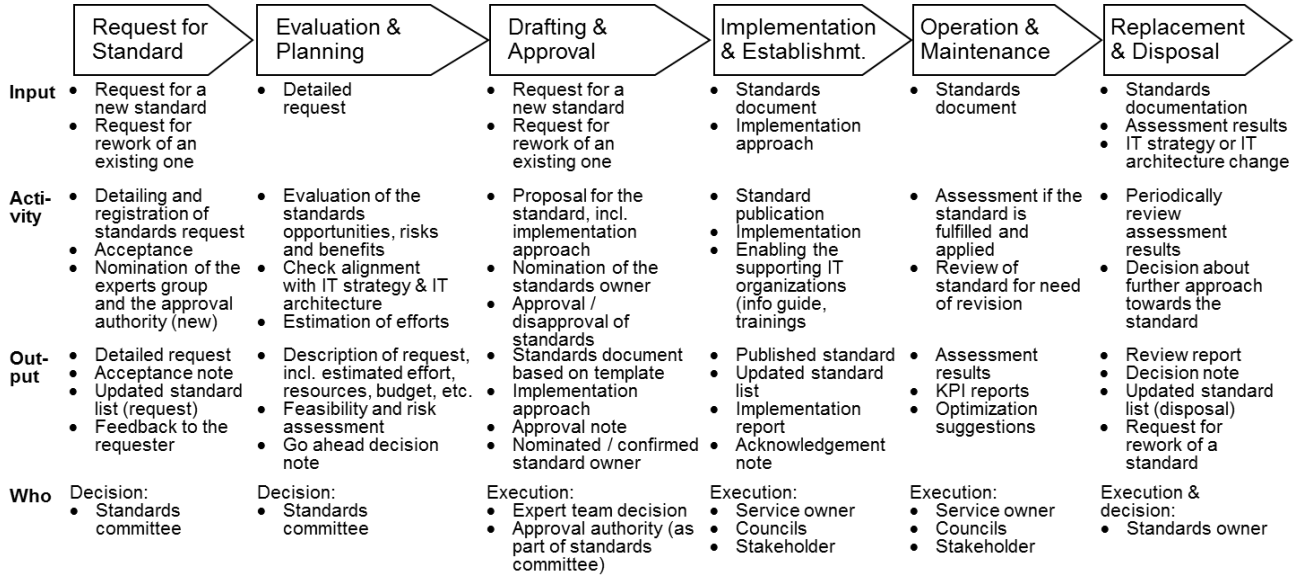 Request for
Standard
Evaluation &
Planning
Drafting &
Approval
Implementation
& Establishmt.
Operation &
Maintenance
Replacement
& Disposal
Input
• Request for a
new standard
• Request for
rework of an
existing one
• Detailed
request
• Request for a
new standard
• Request for
rework of an
existing one
• Standards
document
• Implementation
approach
• Standards
document
• Standards
documentation
• Assessment results
• IT strategy or IT
architecture change
Acti-
vity
• Detailing and
registration of
standards request
• Acceptance
• Nomination of the
experts group
and the approval
authority (new)
• Evaluation of the
standards
opportunities, risks
and benefits
• Check alignment
with IT strategy & IT
architecture
• Estimation of efforts
• Proposal for the
standard, incl.
implementation
approach
• Nomination of the
standards owner
• Approval /
disapproval of
standards
• Standard
publication
• Implementation
• Enabling the
supporting IT
organizations
(info guide,
trainings
• Assessment if the
standard is
fulfilled and
applied
• Review of
standard for need
of revision
• Periodically
review
assessment
results
• Decision about
further approach
towards the
standard
Out-
put
• Detailed request
• Acceptance note
• Updated standard
list (request)
• Feedback to the
requester
• Description of request,
incl. estimated effort,
resources, budget, etc.
• Feasibility and risk
assessment
• Go ahead decision
note
• Standards document
based on template
• Implementation
approach
• Approval note
• Nominated / confirmed
standard owner
• Published standard
• Updated standard
list
• Implementation
report
• Acknowledgement
note
• Assessment
results
• KPI reports
• Optimization
suggestions
• Review report
• Decision note
• Updated standard
list (disposal)
• Request for
rework of a
standard
Who
Decision:
• Standards
committee
Decision:
• Standards
committee
Execution:
• Expert team decision
• Approval authority (as
part of standards
committee)
Execution:
• Service owner
• Councils
• Stakeholder
Execution:
• Service owner
• Councils
• Stakeholder
Execution &
decision:
• Standards owner